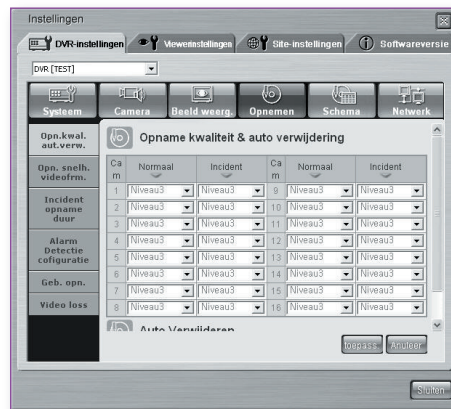 Instellingen
DVR-instellingen Viewerinstellingen Site-instellingen Softwareversie
DVR [TEST]
Systeem Camera Beeld weerg. Opnemen Schema Netwerk
Opn.kwal. aut.verw.
Opn. snelh. videofrm.
Incident opname duur
Alarm Detectie cofiguratie
Geb. opn.
Video loss
Opname kwaliteit & auto verwijdering
Cam Normaal Incident Cam Normaal Incident
1 Niveau3 Niveau3 9 Niveau3 Niveau3
2 Niveau3 Niveau3 10 Niveau3 Niveau3
3 Niveau3 Niveau3 11 Niveau3 Niveau3
4 Niveau3 Niveau3 12 Niveau3 Niveau3
5 Niveau3 Niveau3 13 Niveau3 Niveau3
6 Niveau3 Niveau3 14 Niveau3 Niveau3
7 Niveau3 Niveau3 15 Niveau3 Niveau3
8 Niveau3 Niveau3 16 Niveau3 Niveau3
Auto Verwijderen
toepass. Anuleer
Sluiten